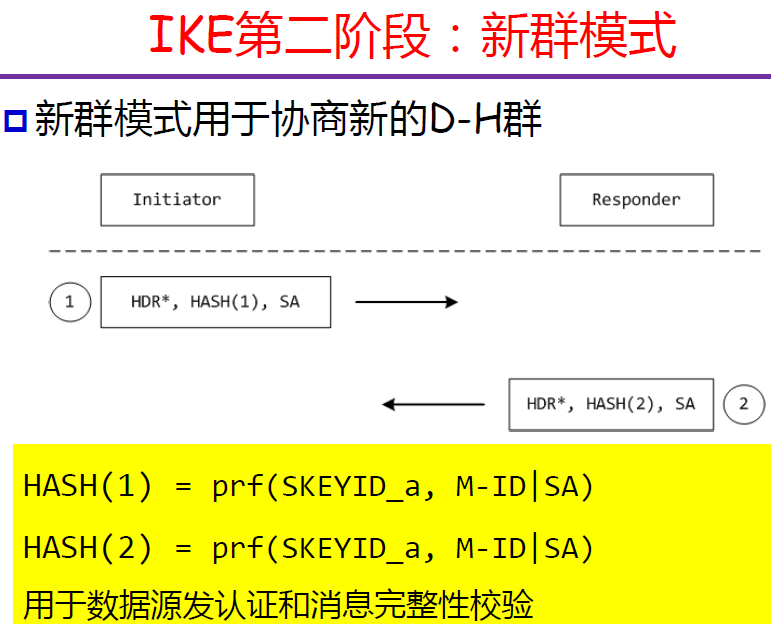 IKE第二阶段：新群模式
新群模式用于协商新的D-H群
Initiator
Responder
1
HDR*, HASH(1), SA
HDR*, HASH(2), SA
2
HASH(1) = prf(SKEYID_a, M-ID|SA)
HASH(2) = prf(SKEYID_a, M-ID|SA)
用于数据源发认证和消息完整性校验